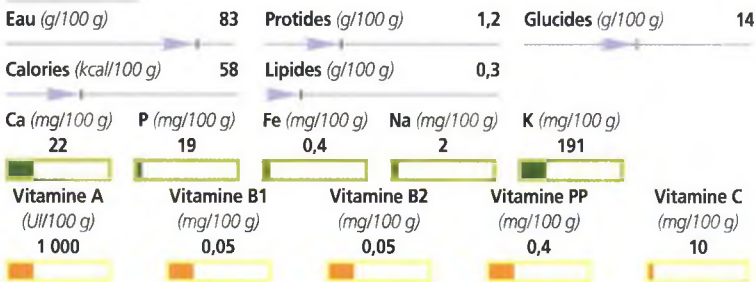 Eau (g/100 g) 83 Protides (g/100 g) 1,2 Glucides (g/100 g) 14
Calories (kcal/100 g) 58 Lipides (g/100 g) 0,3
Ca (mg/100 g) P (mg/100 g) Fe (mg/100 g) Na (mg/100 g) K (mg/100 g)
22 19 0,4 2 191
Vitamine A Vitamine B1 Vitamine B2 Vitamine PP Vitamine C
(UI/100 g) (mg/100 g) (mg/100 g) (mg/100 g) (mg/100 g)
1 000 0,05 0,05 0,4 10